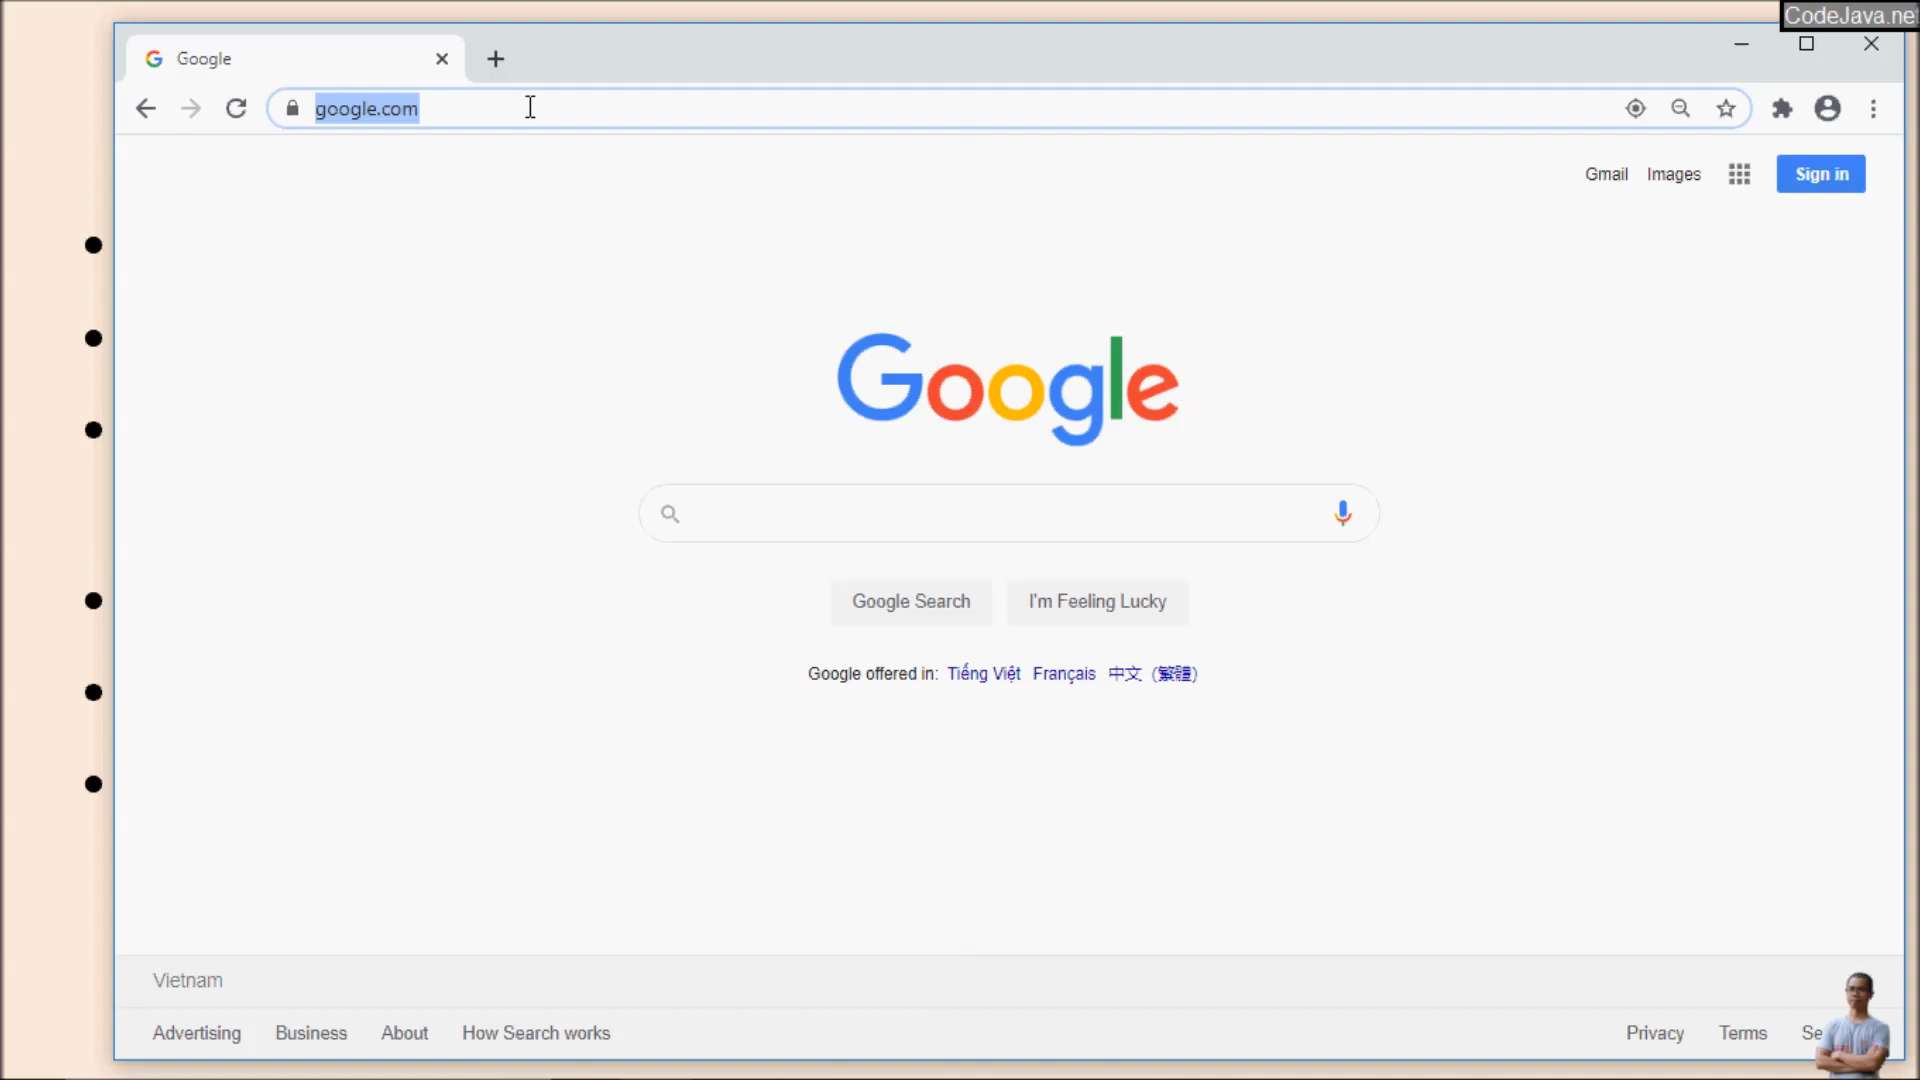 CodeJava.ne
Google
google.com
Gmail Images Sign in
Google
Google Search I'm Feeling Lucky
Google offered in: Tiếng Việt Français 中文 (繁體)
Vietnam
Advertising Business About How Search works Privacy Terms Se